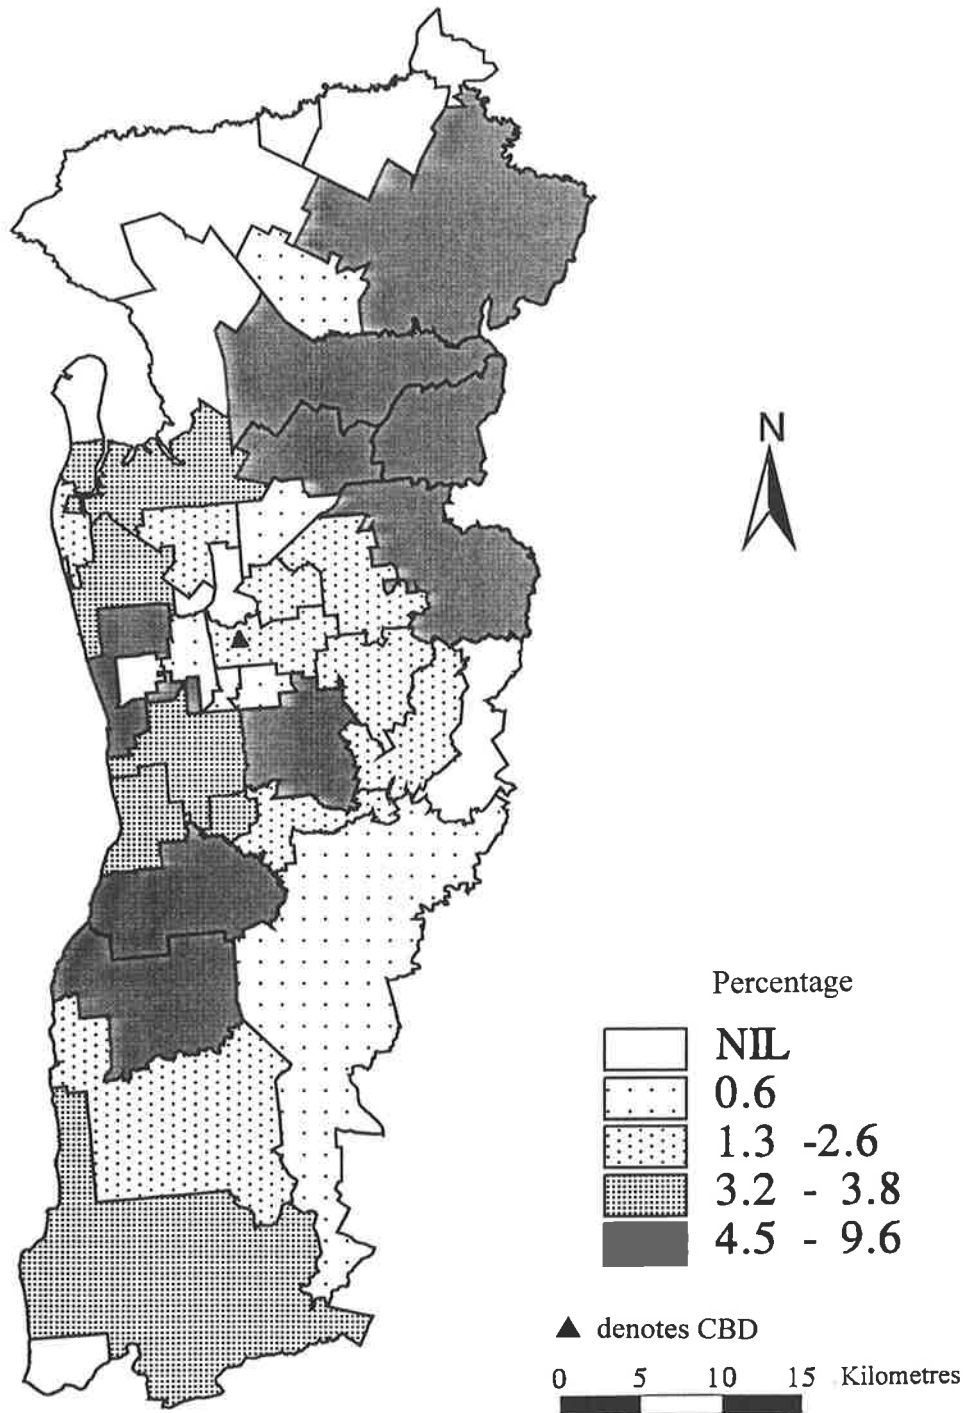 N
Percentage
NIL
0.6
1.3 -2.6
3.2 - 3.8
4.5 - 9.6
denotes CBD
0 5 10 15 Kilometres